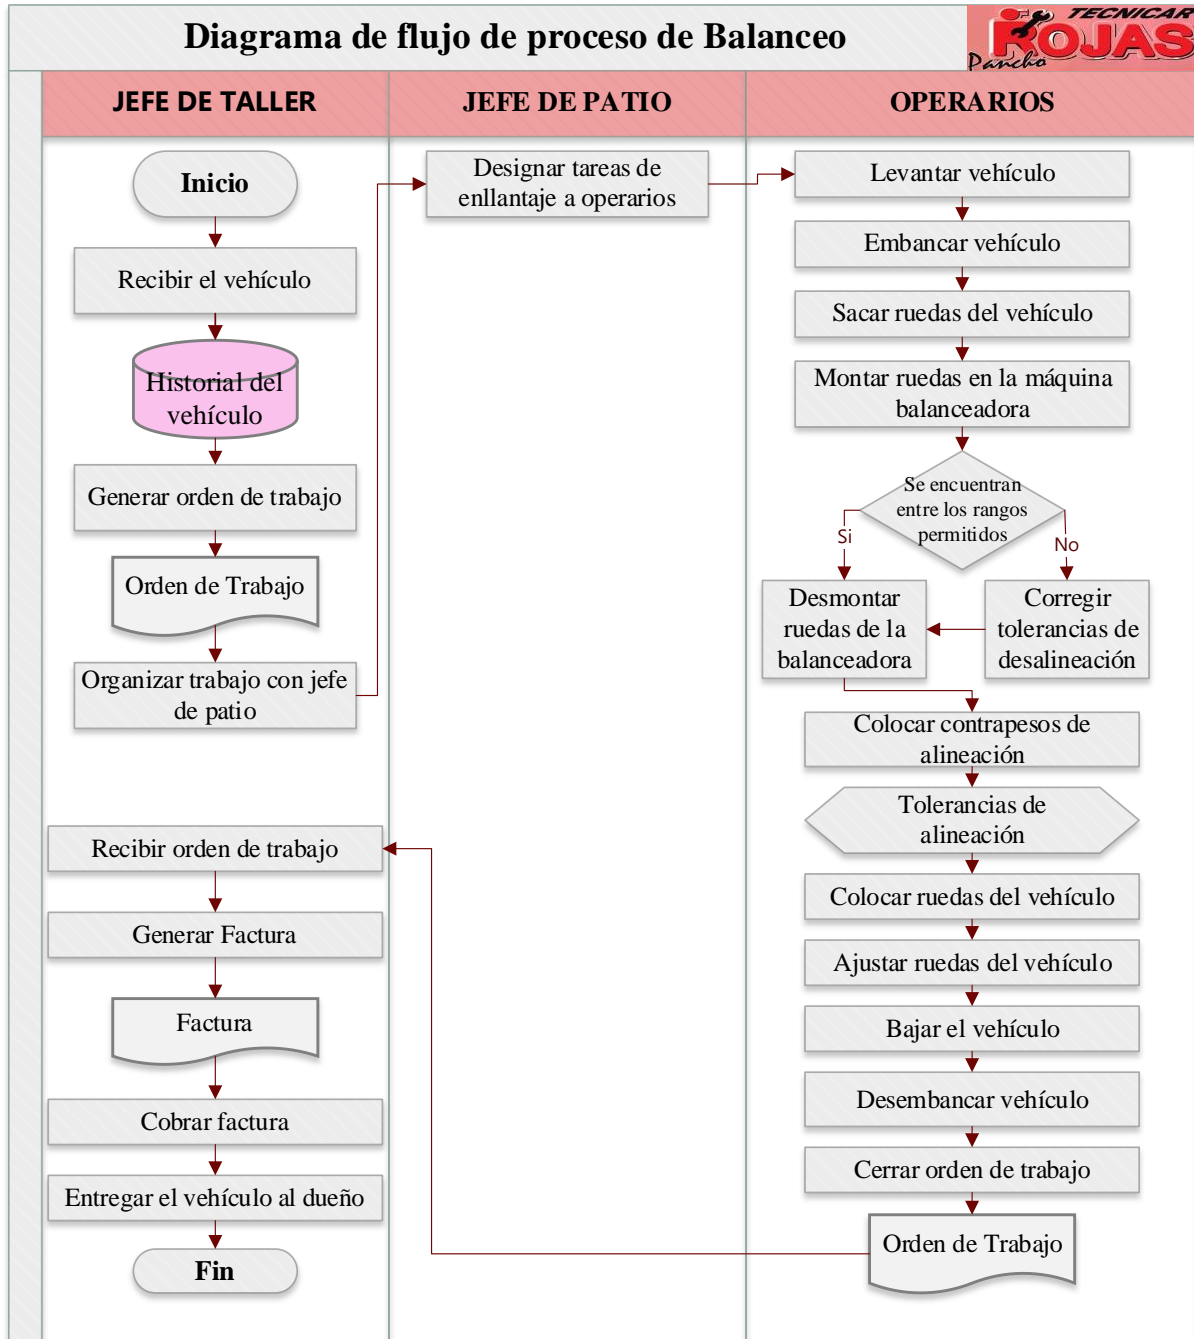 Diagrama de flujo de proceso de Balanceo
TECNICAR
ROJAS
Pancho
JEFE DE TALLER
JEFE DE PATIO
OPERARIOS
Inicio
Recibir el vehículo
Historial del
vehículo
Generar orden de trabajo
Orden de Trabajo
Organizar trabajo con jefe
de patio
Designar tareas de
enllantaje a operarios
Levantar vehículo
Embancar vehículo
Sacar ruedas del vehículo
Montar ruedas en la máquina
balanceadora
Se encuentran
entre los rangos
permitidos
Si
No
Desmontar
ruedas de la
balanceadora
Corregir
tolerancias de
desalineación
Colocar contrapesos de
alineación
Tolerancias de
alineación
Colocar ruedas del vehículo
Ajustar ruedas del vehículo
Bajar el vehículo
Desembancar vehículo
Cerrar orden de trabajo
Orden de Trabajo
Recibir orden de trabajo
Generar Factura
Factura
Cobrar factura
Entregar el vehículo al dueño
Fin